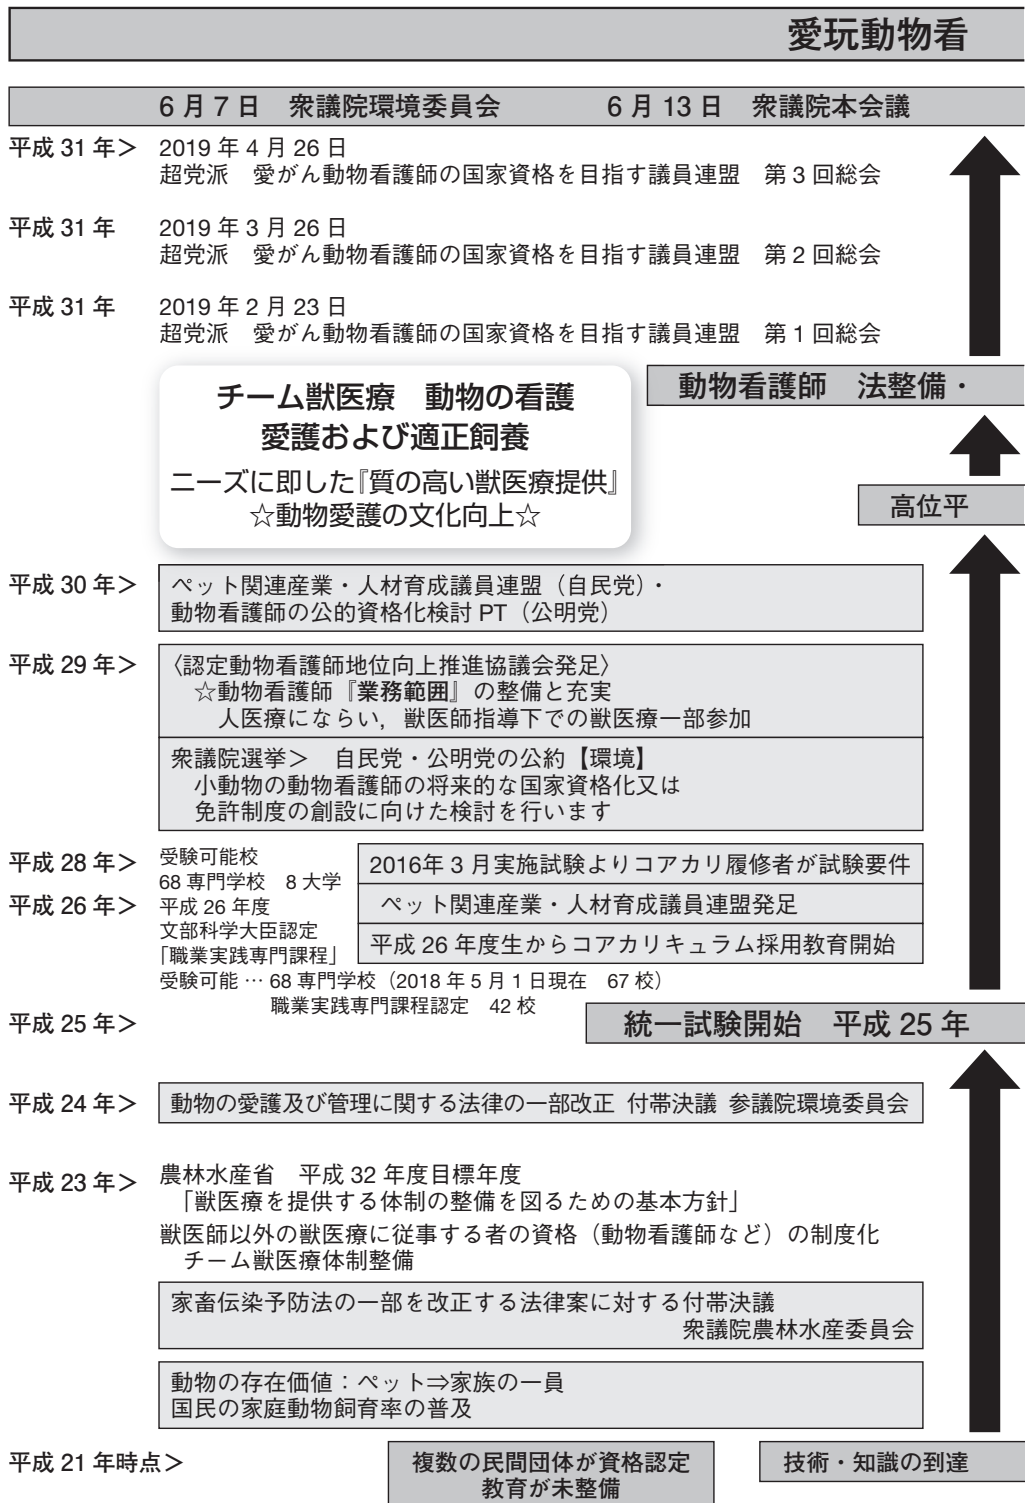 愛玩動物看
6月7日　衆議院環境委員会　　　6月13日　衆議院本会議
平成31年＞　2019年4月26日
超党派　愛がん動物看護師の国家資格を目指す議員連盟　第3回総会
平成31年　2019年3月26日
超党派　愛がん動物看護師の国家資格を目指す議員連盟　第2回総会
平成31年　2019年2月23日
超党派　愛がん動物看護師の国家資格を目指す議員連盟　第1回総会
動物看護師　法整備・
チーム獣医療　動物の看護
愛護および適正飼養
ニーズに即した『質の高い獣医療提供』
☆動物愛護の文化向上☆
高位平
平成30年＞　ペット関連産業・人材育成議員連盟（自民党）・
動物看護師の公的資格化検討PT（公明党）
平成29年＞　〈認定動物看護師地位向上推進協議会発足〉
☆動物看護師『業務範囲』の整備と充実
人医療にならい，獣医師指導下での獣医療一部参加
衆議院選挙＞　自民党・公明党の公約【環境】
小動物の動物看護師の将来的な国家資格化又は
免許制度の創設に向けた検討を行います
平成28年＞　受験可能校
68専門学校　8大学
2016年3月実施試験よりコアカリ履修者が試験要件
平成26年＞　平成26年度
文部科学大臣認定
「職業実践専門課程」
ペット関連産業・人材育成議員連盟発足
平成26年度生からコアカリキュラム採用教育開始
受験可能…68専門学校（2018年5月1日現在　67校）
職業実践専門課程認定　42校
平成25年＞　統一試験開始　平成25年
平成24年＞　動物の愛護及び管理に関する法律の一部改正 付帯決議 参議院環境委員会
平成23年＞　農林水産省　平成32年度目標年度
「獣医療を提供する体制の整備を図るための基本方針」
獣医師以外の獣医療に従事する者の資格（動物看護師など）の制度化
チーム獣医療体制整備
家畜伝染予防法の一部を改正する法律案に対する付帯決議
衆議院農林水産委員会
動物の存在価値：ペット⇒家族の一員
国民の家庭動物飼育率の普及
平成21年時点＞　複数の民間団体が資格認定
教育が未整備
技術・知識の到達